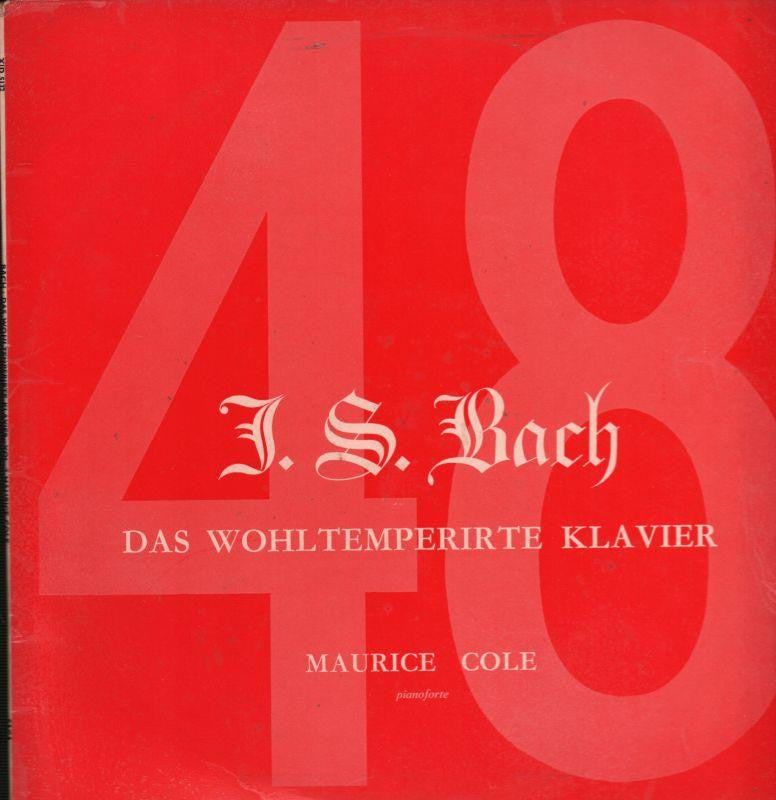 48
J. S. Bach
DAS WOHLTEMPERIRTE KLAVIER
MAURICE COLE
pianoforte